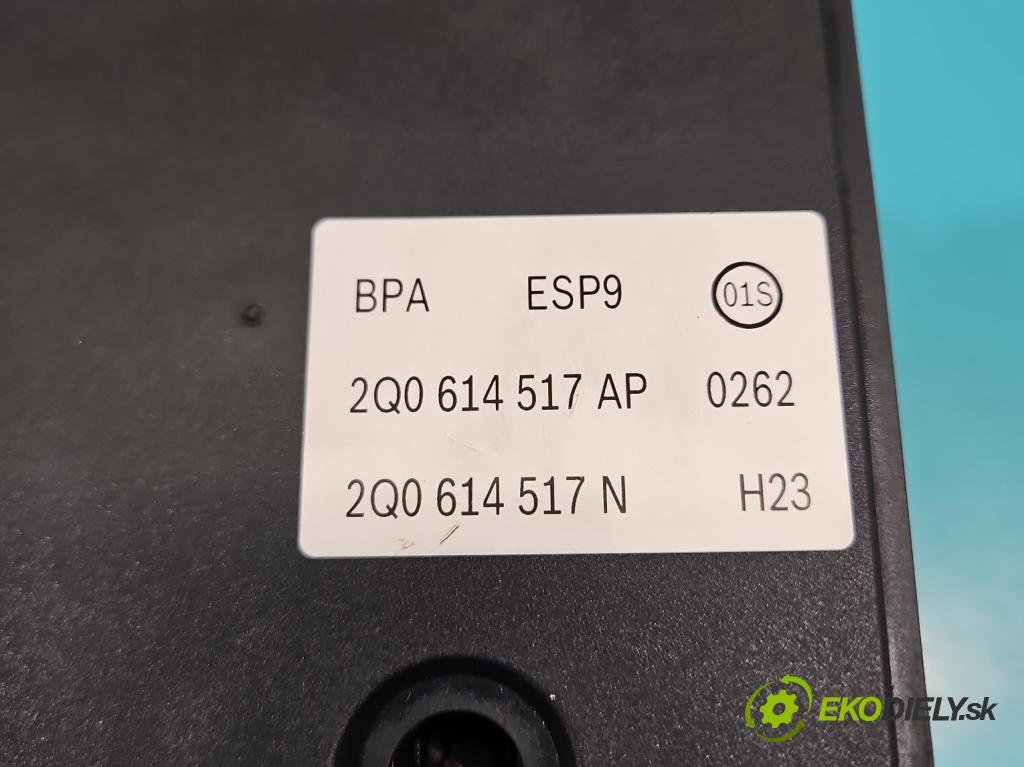 BPA ESP9 01S
2Q0 614 517 AP 0262
2Q0 614 517 N H23
EKODIELY.sk